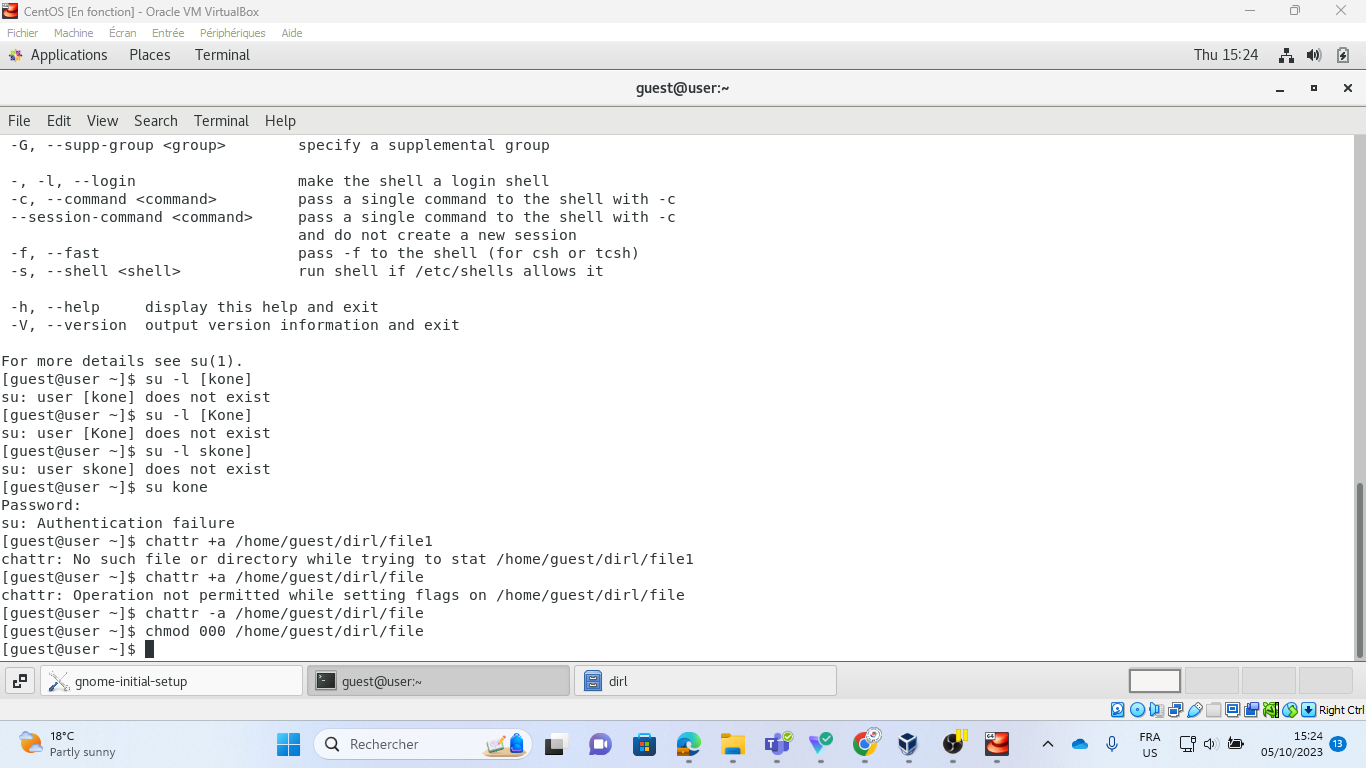 CentOS [En fonction] - Oracle VM VirtualBox
Fichier Machine Écran Entrée Périphériques Aide
Applications Places Terminal Thu 15:24
guest@user:~
File Edit View Search Terminal Help
-G, --supp-group <group> specify a supplemental group
-, -l, --login make the shell a login shell
-c, --command <command> pass a single command to the shell with -c
--session-command <command> pass a single command to the shell with -c
and do not create a new session
-f, --fast pass -f to the shell (for csh or tcsh)
-s, --shell <shell> run shell if /etc/shells allows it
-h, --help display this help and exit
-V, --version output version information and exit
For more details see su(1).
[guest@user ~]$ su -l [kone]
su: user [kone] does not exist
[guest@user ~]$ su -l [Kone]
su: user [Kone] does not exist
[guest@user ~]$ su -l skone]
su: user skone] does not exist
[guest@user ~]$ su kone
Password:
su: Authentication failure
[guest@user ~]$ chattr +a /home/guest/dirl/file1
chattr: No such file or directory while trying to stat /home/guest/dirl/file1
[guest@user ~]$ chattr +a /home/guest/dirl/file
chattr: Operation not permitted while setting flags on /home/guest/dirl/file
[guest@user ~]$ chattr -a /home/guest/dirl/file
[guest@user ~]$ chmod 000 /home/guest/dirl/file
[guest@user ~]$
gnome-initial-setup guest@user:~ dirl
Right Ctrl
18°C
Partly sunny
Rechercher
FRA
US
15:24
05/10/2023
13